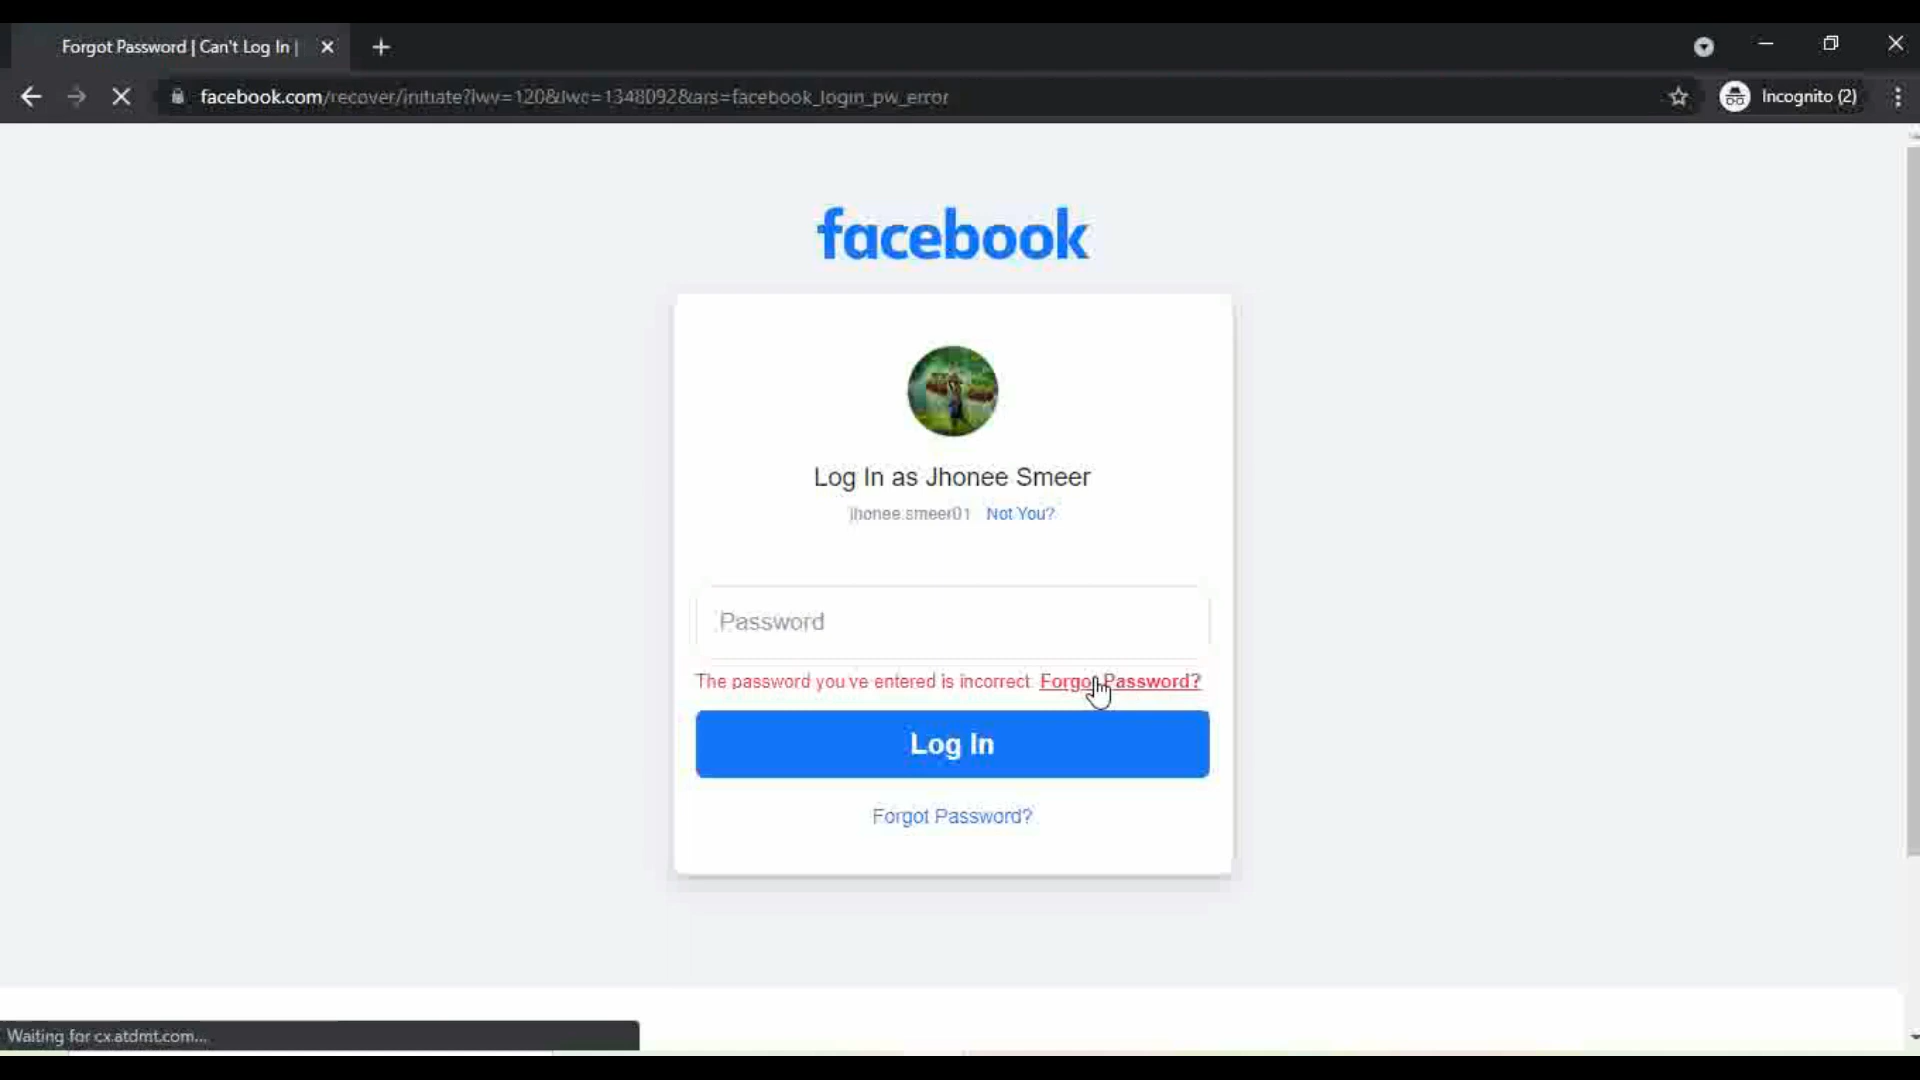 Forgot Password | Can't Log In |
facebook.com/recover/initiate?lwv=120&lwc=1348092&ars=facebook_login_pw_error
Incognito (2)
facebook
Log In as Jhonee Smeer
jhonee.smeer01 Not You?
Password
The password you've entered is incorrect. Forgot Password?
Log In
Forgot Password?
Waiting for cx.atdmt.com...